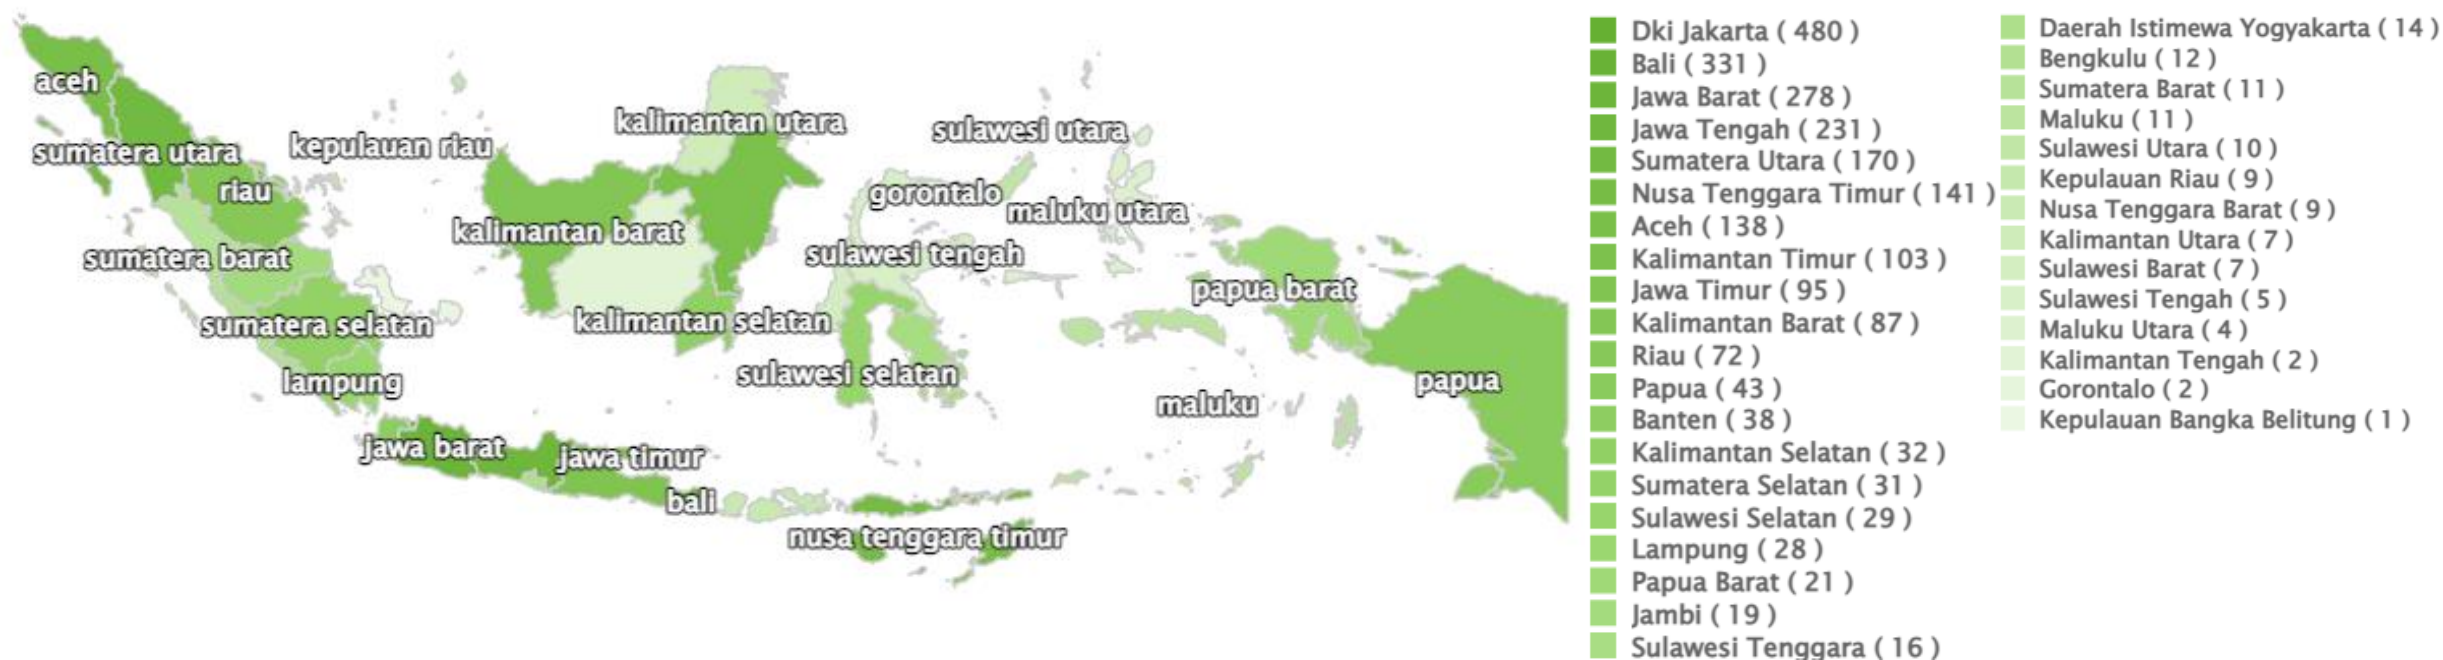 aceh
sumatera utara
riau
kepulauan riau
sumatera barat
sumatera selatan
lampung
kalimantan utara
kalimantan barat
kalimantan selatan
sulawesi utara
gorontalo
maluku utara
sulawesi tengah
sulawesi selatan
papua barat
papua
maluku
jawa barat
jawa timur
bali
nusa tenggara timur
Dki Jakarta ( 480 )
Bali ( 331 )
Jawa Barat ( 278 )
Jawa Tengah ( 231 )
Sumatera Utara ( 170 )
Nusa Tenggara Timur ( 141 )
Aceh ( 138 )
Kalimantan Timur ( 103 )
Jawa Timur ( 95 )
Kalimantan Barat ( 87 )
Riau ( 72 )
Papua ( 43 )
Banten ( 38 )
Kalimantan Selatan ( 32 )
Sumatera Selatan ( 31 )
Sulawesi Selatan ( 29 )
Lampung ( 28 )
Papua Barat ( 21 )
Jambi ( 19 )
Sulawesi Tenggara ( 16 )
Daerah Istimewa Yogyakarta ( 14 )
Bengkulu ( 12 )
Sumatera Barat ( 11 )
Maluku ( 11 )
Sulawesi Utara ( 10 )
Kepulauan Riau ( 9 )
Nusa Tenggara Barat ( 9 )
Kalimantan Utara ( 7 )
Sulawesi Barat ( 7 )
Sulawesi Tengah ( 5 )
Maluku Utara ( 4 )
Kalimantan Tengah ( 2 )
Gorontalo ( 2 )
Kepulauan Bangka Belitung ( 1 )